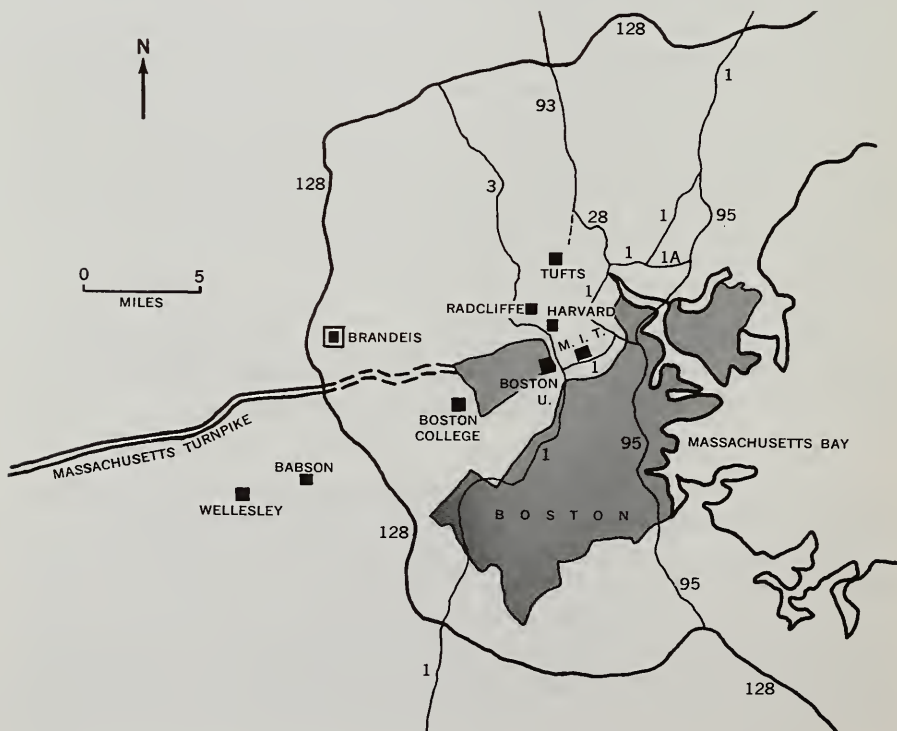 N
128
1
93
128
3
28
1
95
1
1A
0 5
MILES
TUFTS
1
RADCLIFFE
HARVARD
M. I. T.
BRANDEIS
1
BOSTON
U.
BOSTON
COLLEGE
MASSACHUSETTS TURNPIKE
1
95
MASSACHUSETTS BAY
BABSON
WELLESLEY
BOSTON
128
95
1
128